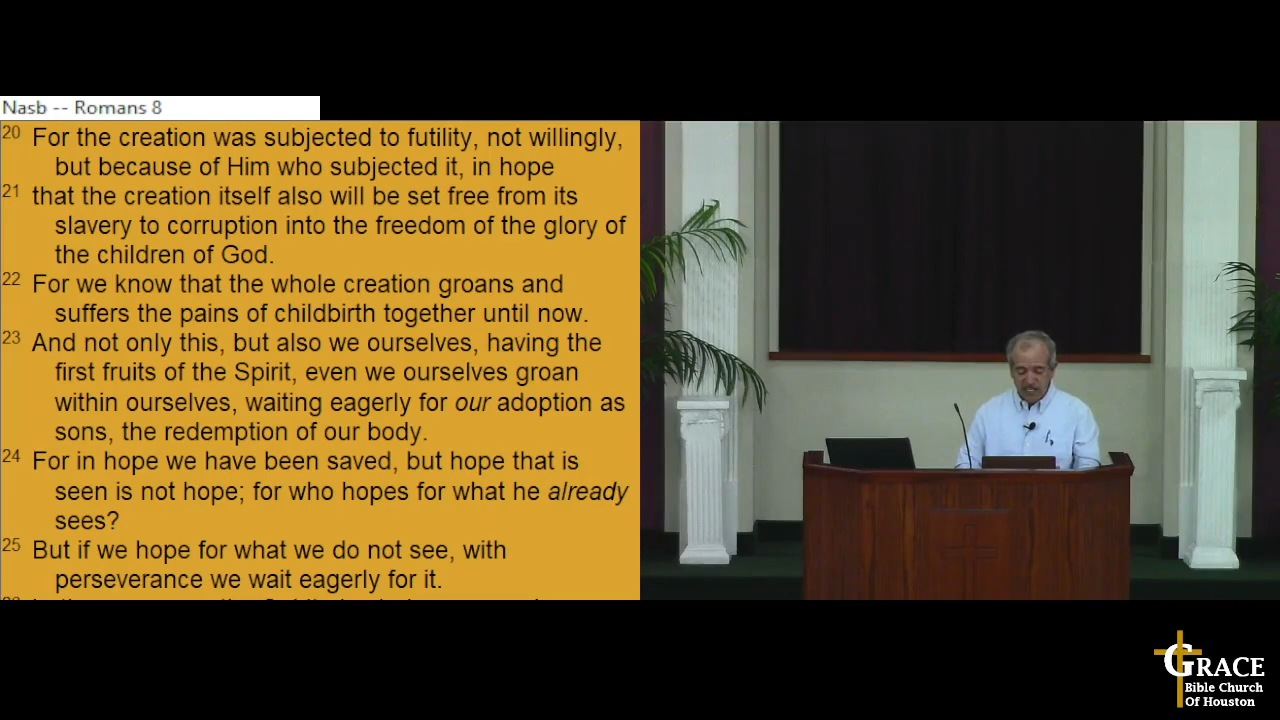 Nasb -- Romans 8
20 For the creation was subjected to futility, not willingly,
but because of Him who subjected it, in hope
21 that the creation itself also will be set free from its
slavery to corruption into the freedom of the glory of
the children of God.
22 For we know that the whole creation groans and
suffers the pains of childbirth together until now.
23 And not only this, but also we ourselves, having the
first fruits of the Spirit, even we ourselves groan
within ourselves, waiting eagerly for our adoption as
sons, the redemption of our body.
24 For in hope we have been saved, but hope that is
seen is not hope; for who hopes for what he already
sees?
25 But if we hope for what we do not see, with
perseverance we wait eagerly for it.
GRACE
Bible Church
Of Houston